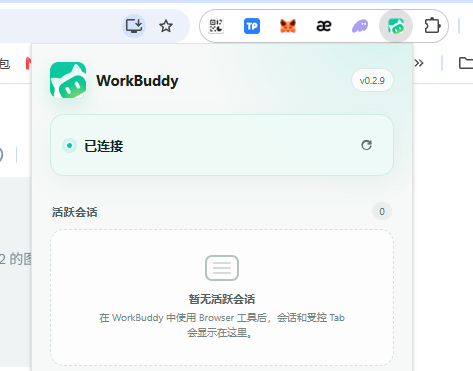 TP
æ
包
WorkBuddy
v0.2.9
已连接
活跃会话
0
2 的图
暂无活跃会话
在 WorkBuddy 中使用 Browser 工具后，会话和受控 Tab
会显示在这里。